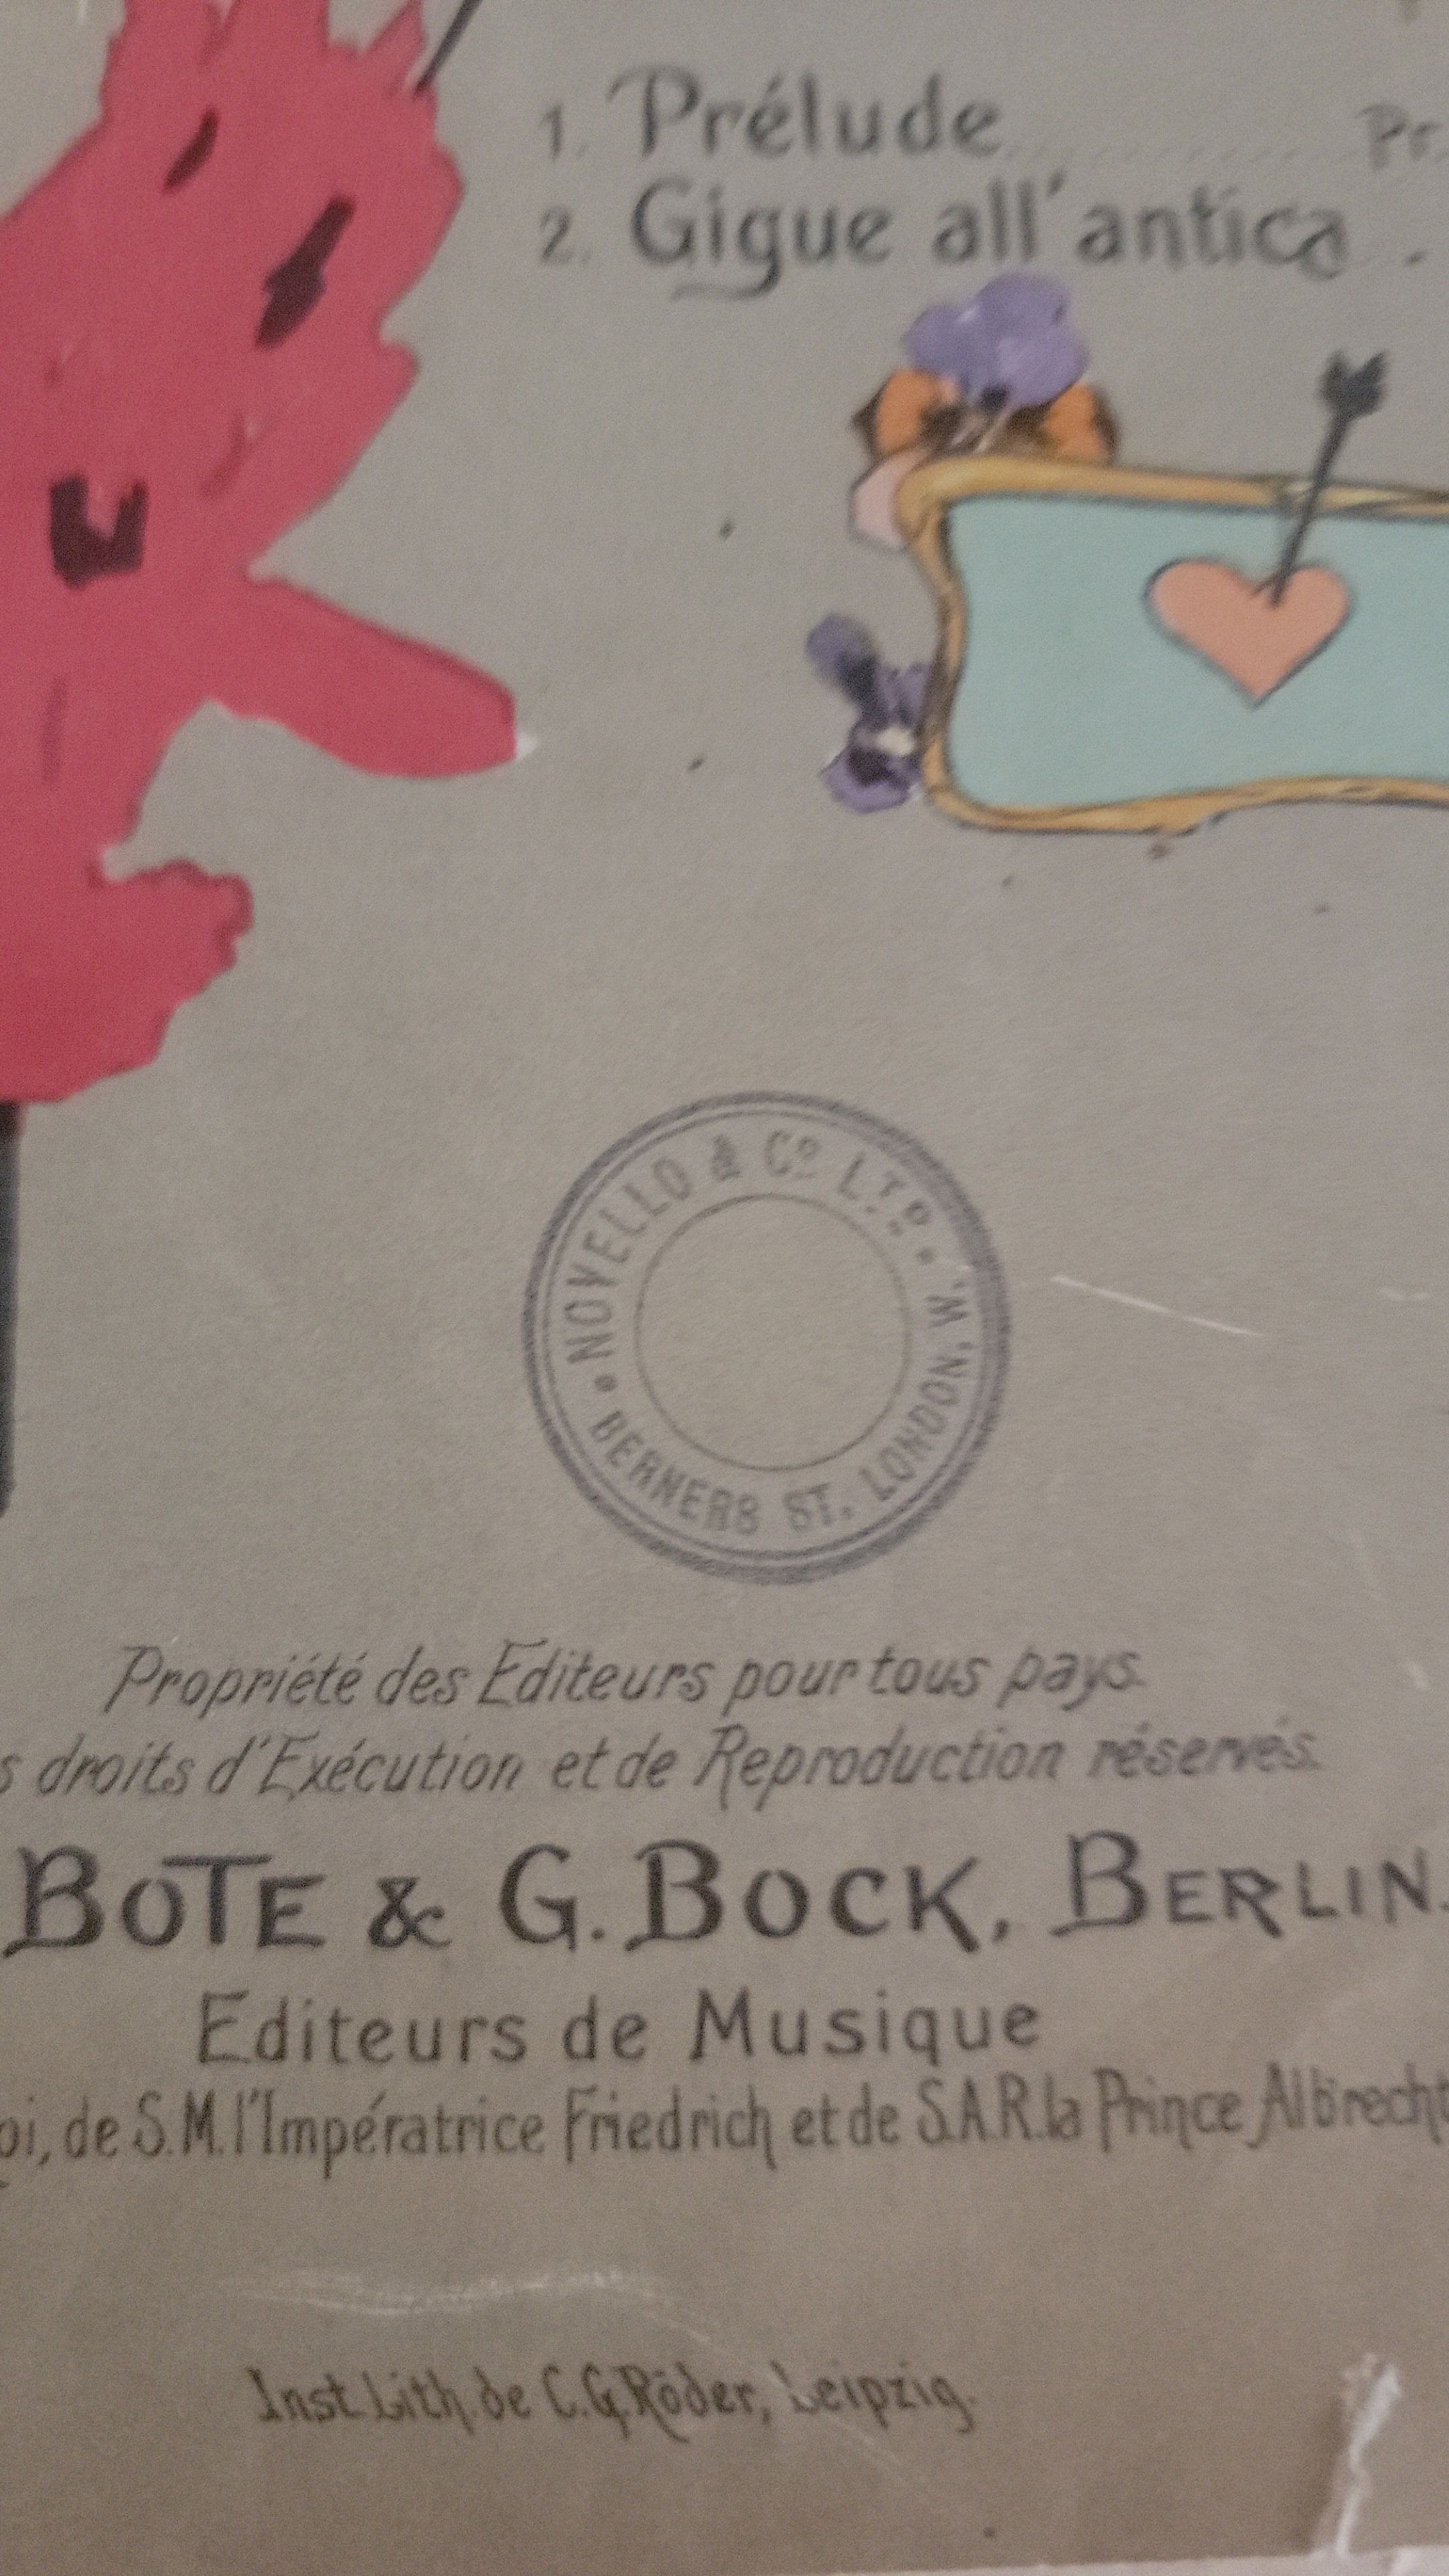 1. Prélude .......... Pr.
2. Gigue all'antica . .
NOVELLO & Cº LTD.
BERNERS ST. LONDON, W.
Propriété des Editeurs pour tous pays.
s droits d'Exécution et de Reproduction réservés.
BOTE & G. BOCK, BERLIN.
Editeurs de Musique
oi, de S.M. l'Impératrice Friedrich et de S.A.R. la Prince Albrecht
Inst. Lith. de C.G. Röder, Leipzig.